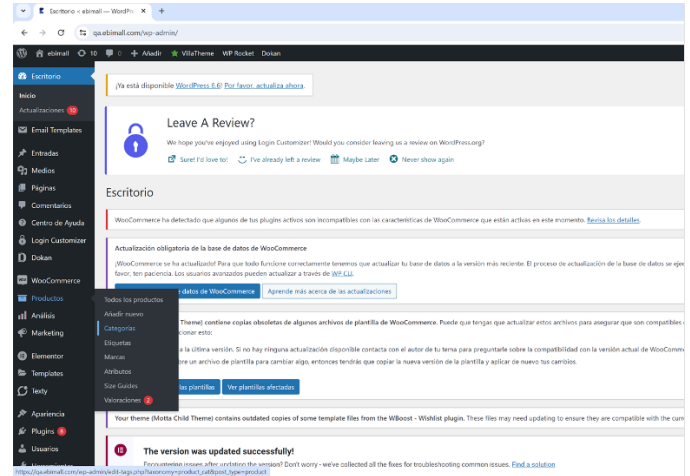 Escritorio < ebimall — WordPre
qa.ebimall.com/wp-admin/
ebimall 10 0 Añadir VillaTheme WP Rocket Dokan
Escritorio
Inicio
Actualizaciones 10
Email Templates
Entradas
Medios
Páginas
Comentarios
Centro de Ayuda
Login Customizer
Dokan
WooCommerce
Productos
Análisis
Marketing
Elementor
Templates
Texty
Apariencia
Plugins
Usuarios
Todos los productos
Añadir nuevo
Categorías
Etiquetas
Marcas
Atributos
Size Guides
Valoraciones 2
¡Ya está disponible WordPress 6.6! Por favor, actualiza ahora.
Leave A Review?
We hope you've enjoyed using Login Customizer! Would you consider leaving us a review on WordPress.org?
Sure! I'd love to! I've already left a review Maybe Later Never show again
Escritorio
WooCommerce ha detectado que algunos de tus plugins activos son incompatibles con las características de WooCommerce que están activas en este momento. Revisa los detalles.
Actualización obligatoria de la base de datos de WooCommerce
¡WooCommerce se ha actualizado! Para que todo funcione correctamente tenemos que actualizar tu base de datos a la versión más reciente. El proceso de actualización de la base de datos se ejec
favor, ten paciencia. Los usuarios avanzados pueden actualizar a través de WP CLI.
datos de WooCommerce Aprende más acerca de las actualizaciones
Theme) contiene copias obsoletas de algunos archivos de plantilla de WooCommerce. Puede que tengas que actualizar estos archivos para asegurar que son compatibles
cionar esto:
a la última versión. Si no hay ninguna actualización disponible contacta con el autor de tu tema para preguntarle sobre la compatibilidad con la versión actual de WooComm
bre un archivo de plantilla para cambiar algo, entonces tendrás que copiar la nueva versión de la plantilla y aplicar de nuevo tus cambios.
las plantillas Ver plantillas afectadas
Your theme (Motta Child Theme) contains outdated copies of some template files from the WBoost - Wishlist plugin. These files may need updating to ensure they are compatible with the curr
The version was updated successfully!
Encountering issues after updating the version? Don't worry - we've collected all the fixes for troubleshooting common issues. Find a solution
https://qa.ebimall.com/wp-admin/edit-tags.php?taxonomy=product_cat&post_type=product